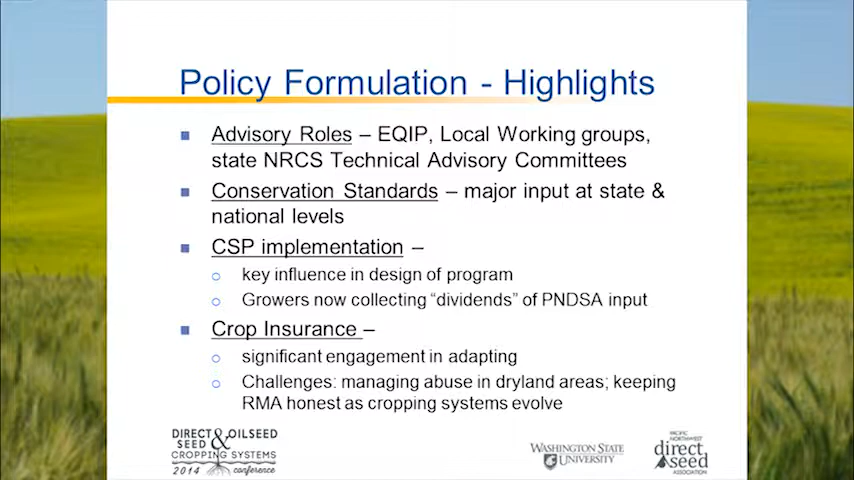 Policy Formulation - Highlights
Advisory Roles – EQIP, Local Working groups,
state NRCS Technical Advisory Committees
Conservation Standards – major input at state &
national levels
CSP implementation –
key influence in design of program
Growers now collecting “dividends” of PNDSA input
Crop Insurance –
significant engagement in adapting
Challenges: managing abuse in dryland areas; keeping
RMA honest as cropping systems evolve
DIRECT & OILSEED
SEED
CROPPING SYSTEMS
2014 conference
WASHINGTON STATE
UNIVERSITY
PACIFIC
NORTHWEST
direct
seed
ASSOCIATION